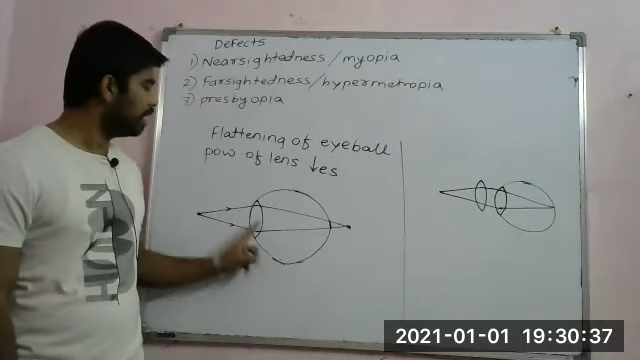 Defects
1) Nearsightedness/myopia
2) Farsightedness/hypermetropia
3) presbyopia
flattening of eyeball
pow of lens ↓es
2021-01-01 19:30:37